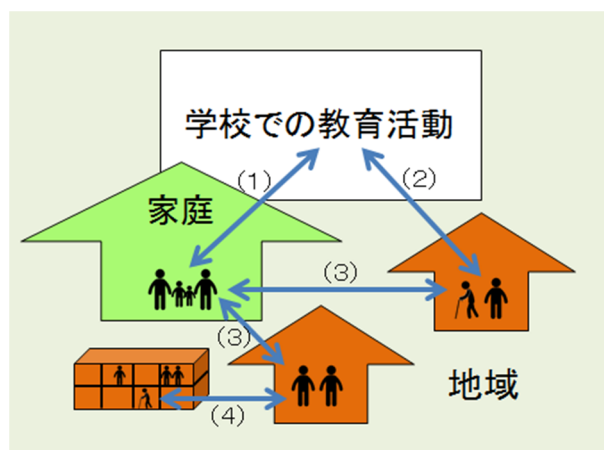 学校での教育活動
(1)
(2)
家庭
(3)
(3)
地域
(4)